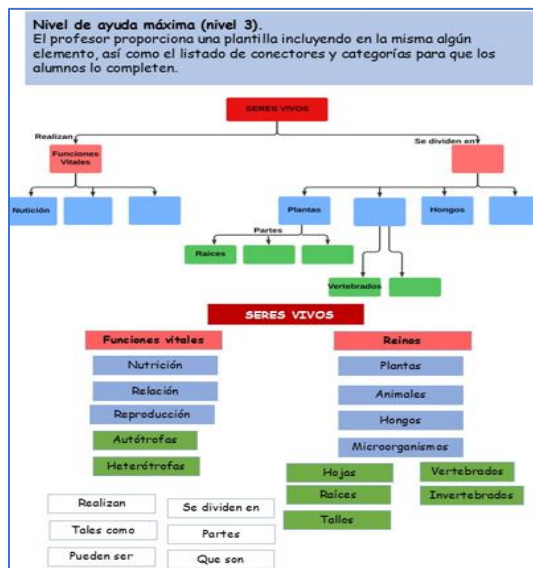 Nivel de ayuda máxima (nivel 3).
El profesor proporciona una plantilla incluyendo en la misma algún
elemento, así como el listado de conectores y categorías para que los
alumnos lo completen.
SERES VIVOS
Realizan
Se dividen en
Funciones
Vitales
Nutición
Plantas
Hongos
Partes
Raices
Vertebrados
SERES VIVOS
Funciones vitales
Reinos
Nutrición
Plantas
Relación
Animales
Reproducción
Hongos
Autótrofas
Microorganismos
Heterótrofas
Hojas
Vertebrados
Raíces
Invertebrados
Tallos
Realizan
Se dividen en
Tales como
Partes
Pueden ser
Que son